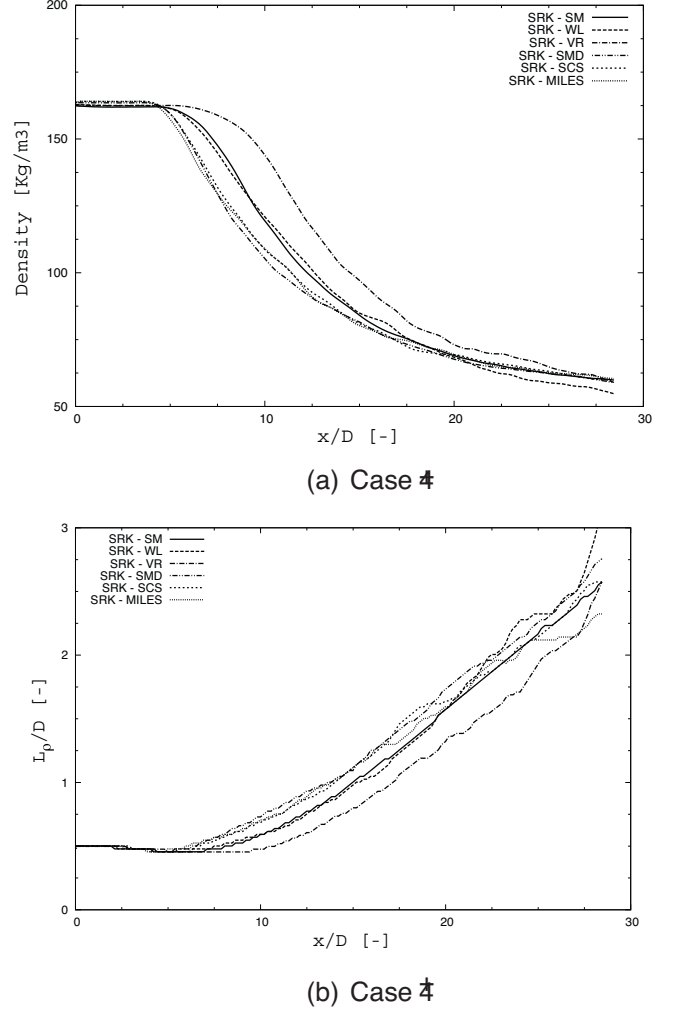 200
150
100
50
Density [Kg/m3]
SRK - SM
SRK - WL
SRK - VR
SRK - SMD
SRK - SCS
SRK - MILES
0 10 20 30
x/D [-]
(a) Case
3
2
1
0
Lρ/D [-]
SRK - SM
SRK - WL
SRK - VR
SRK - SMD
SRK - SCS
SRK - MILES
0 10 20 30
x/D [-]
(b) Case